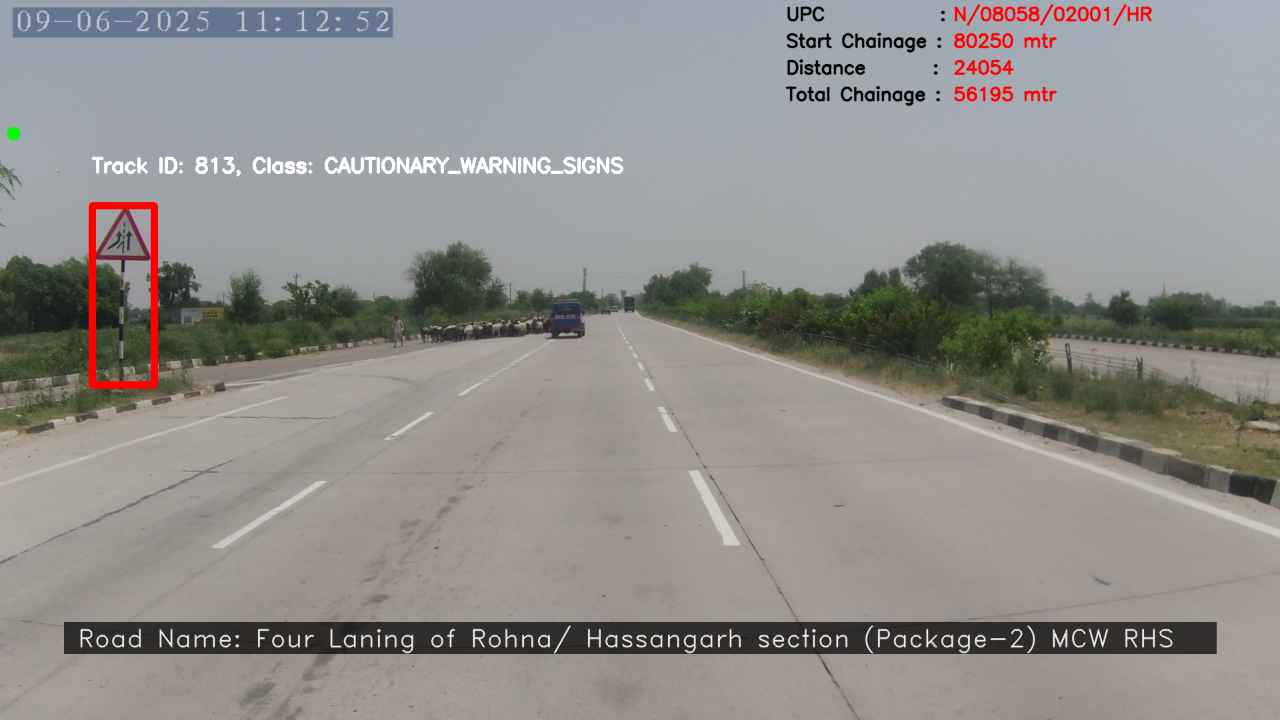 09-06-2025 11:12:52
UPC : N/08058/02001/HR
Start Chainage : 80250 mtr
Distance : 24054
Total Chainage : 56195 mtr
Track ID: 813, Class: CAUTIONARY_WARNING_SIGNS
Road Name: Four Laning of Rohna/ Hassangarh section (Package-2) MCW RHS